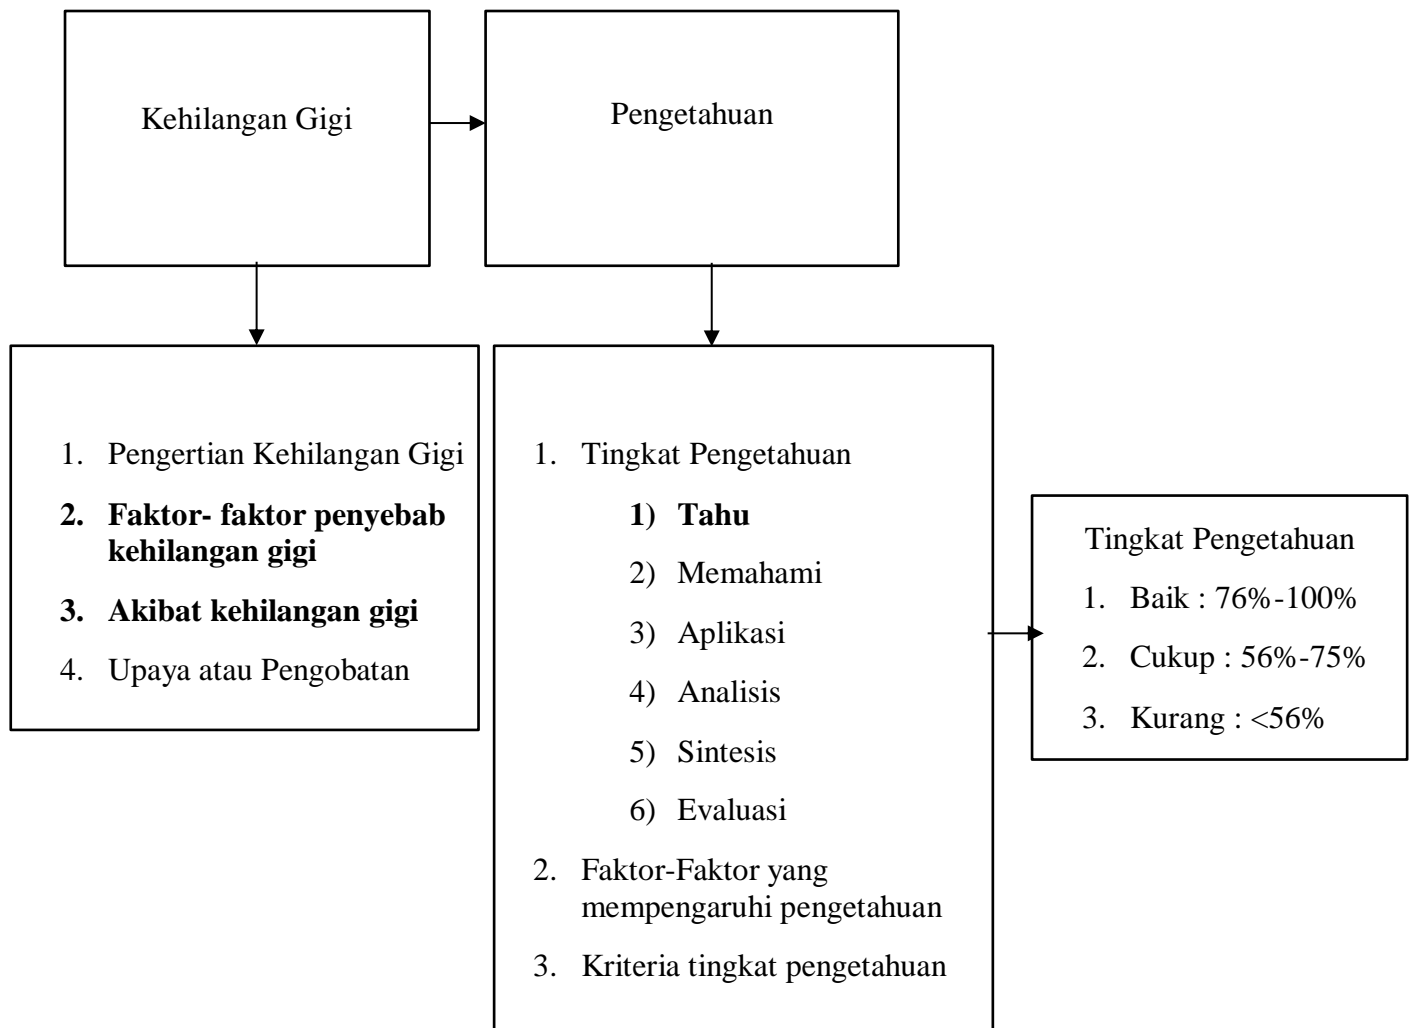 Kehilangan Gigi
Pengetahuan
1. Pengertian Kehilangan Gigi
2. Faktor- faktor penyebab
kehilangan gigi
3. Akibat kehilangan gigi
4. Upaya atau Pengobatan
1. Tingkat Pengetahuan
1) Tahu
2) Memahami
3) Aplikasi
4) Analisis
5) Sintesis
6) Evaluasi
2. Faktor-Faktor yang
mempengaruhi pengetahuan
3. Kriteria tingkat pengetahuan
Tingkat Pengetahuan
1. Baik : 76%-100%
2. Cukup : 56%-75%
3. Kurang : <56%